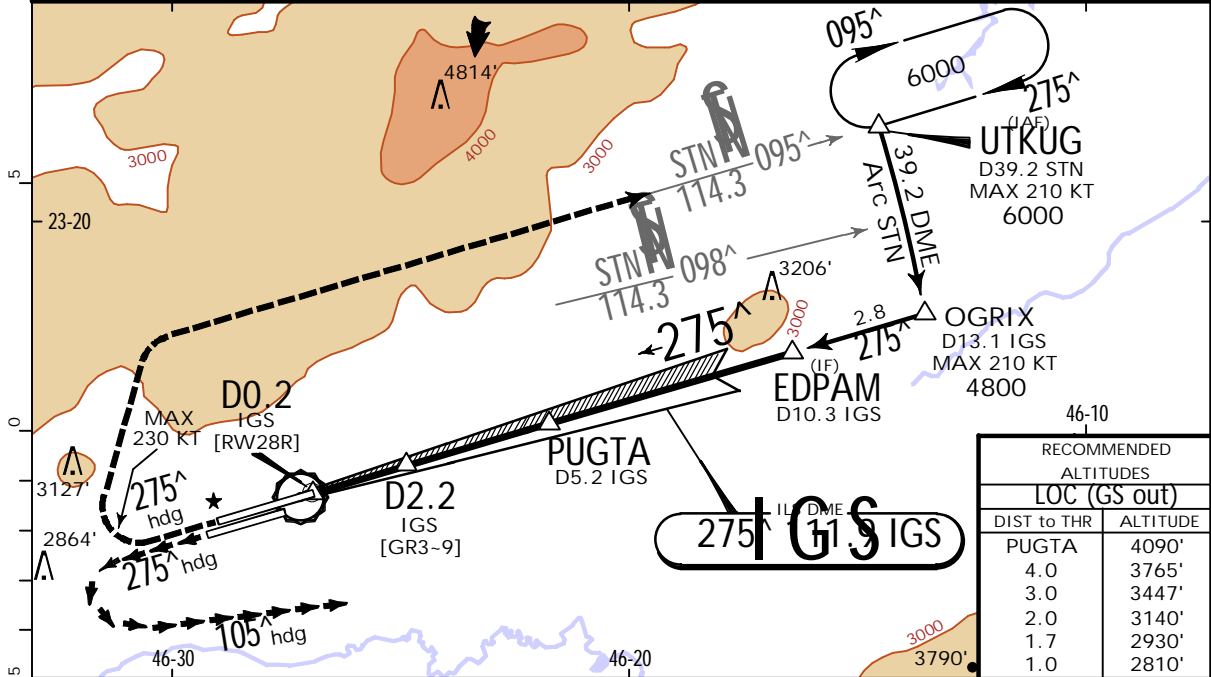 095^
6000
275^
4814'
3000
4000
3000
STN
095^
114.3
(IAF)
UTKUG
D39.2 STN
MAX 210 KT
6000
39.2 DME
Arc STN
5
23-20
STN
098^
114.3
3206'
3000
275^
2.8
275^
OGRIX
D13.1 IGS
MAX 210 KT
4800
(IF)
EDPAM
D10.3 IGS
D0.2
IGS
[RW28R]
MAX
230 KT
0
46-10
PUGTA
D5.2 IGS
3127'
275^
hdg
D2.2
IGS
[GR3~9]
ILS DME
275^ 111.9 IGS
IGS
2864'
275^ hdg
105^ hdg
46-30
46-20
3000
3790'
5
RECOMMENDED
ALTITUDES
LOC (GS out)
DIST to THR ALTITUDE
PUGTA 4090'
4.0 3765'
3.0 3447'
2.0 3140'
1.7 2930'
1.0 2810'